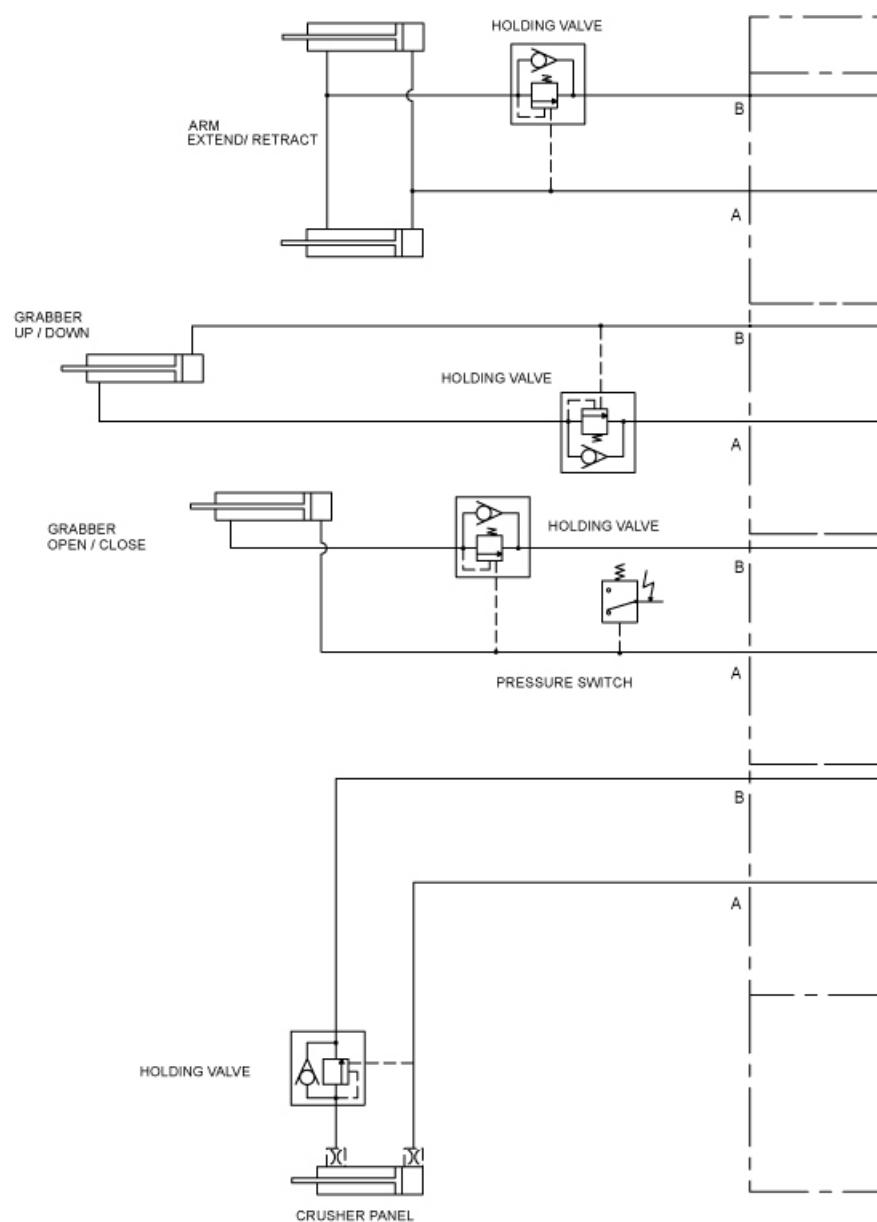 HOLDING VALVE
B
ARM
EXTEND/ RETRACT
A
GRABBER
UP / DOWN
B
HOLDING VALVE
A
GRABBER
OPEN / CLOSE
HOLDING VALVE
B
PRESSURE SWITCH
A
B
A
HOLDING VALVE
CRUSHER PANEL